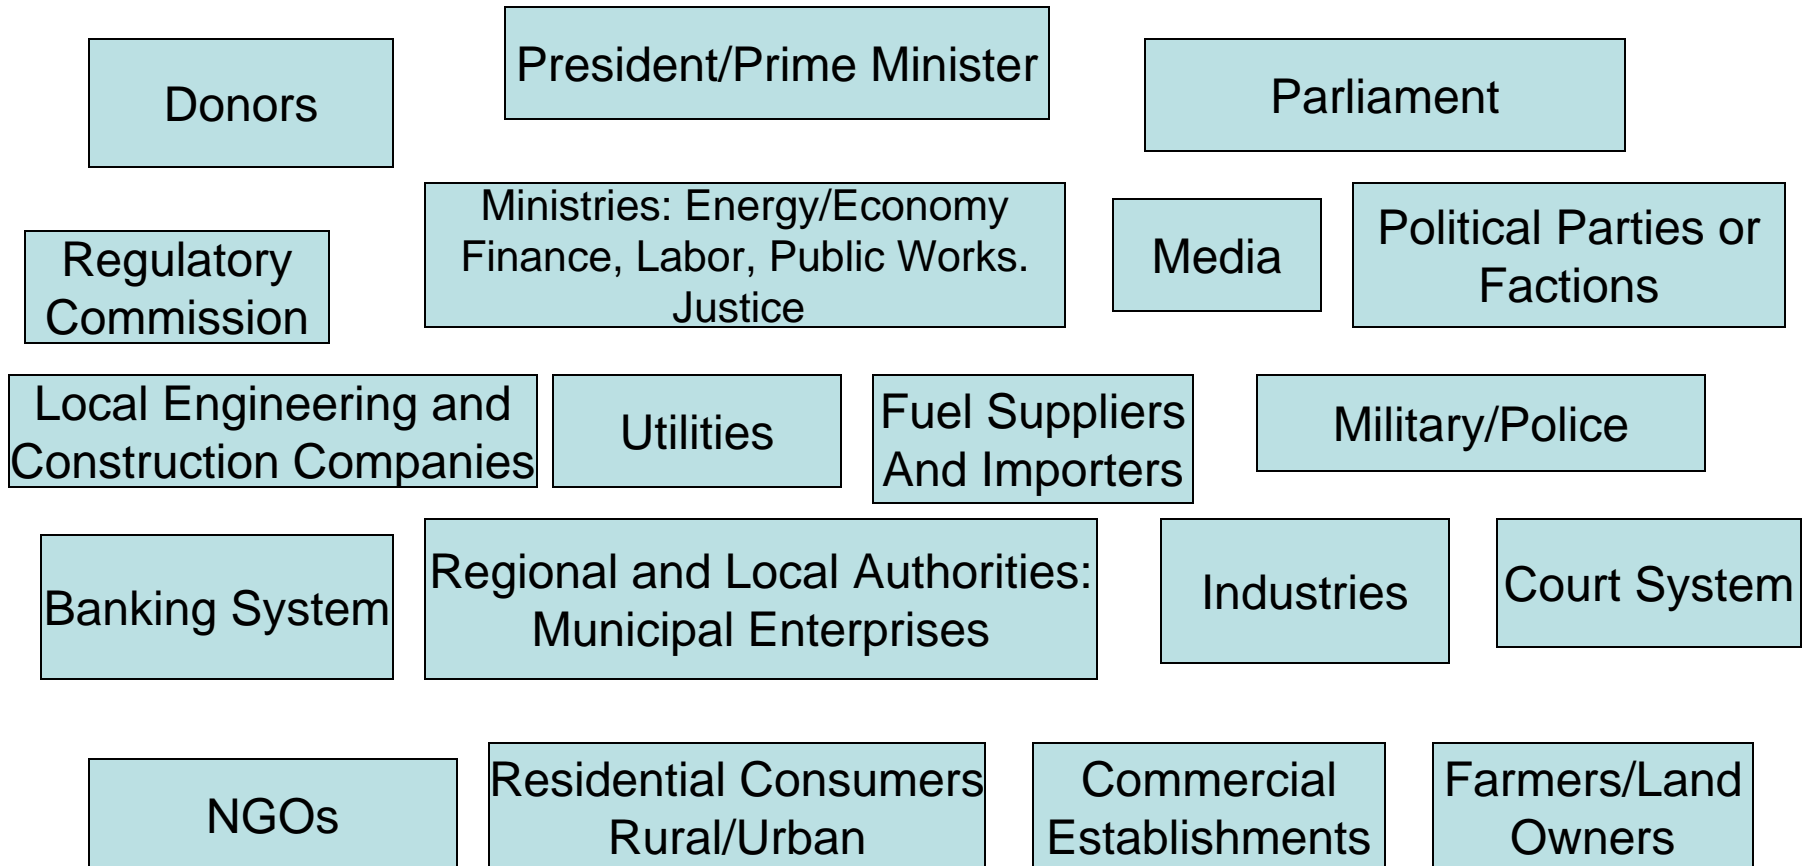 Donors
President/Prime Minister
Parliament
Regulatory
Commission
Ministries: Energy/Economy
Finance, Labor, Public Works.
Justice
Media
Political Parties or
Factions
Local Engineering and
Construction Companies
Utilities
Fuel Suppliers
And Importers
Military/Police
Banking System
Regional and Local Authorities:
Municipal Enterprises
Industries
Court System
NGOs
Residential Consumers
Rural/Urban
Commercial
Establishments
Farmers/Land
Owners